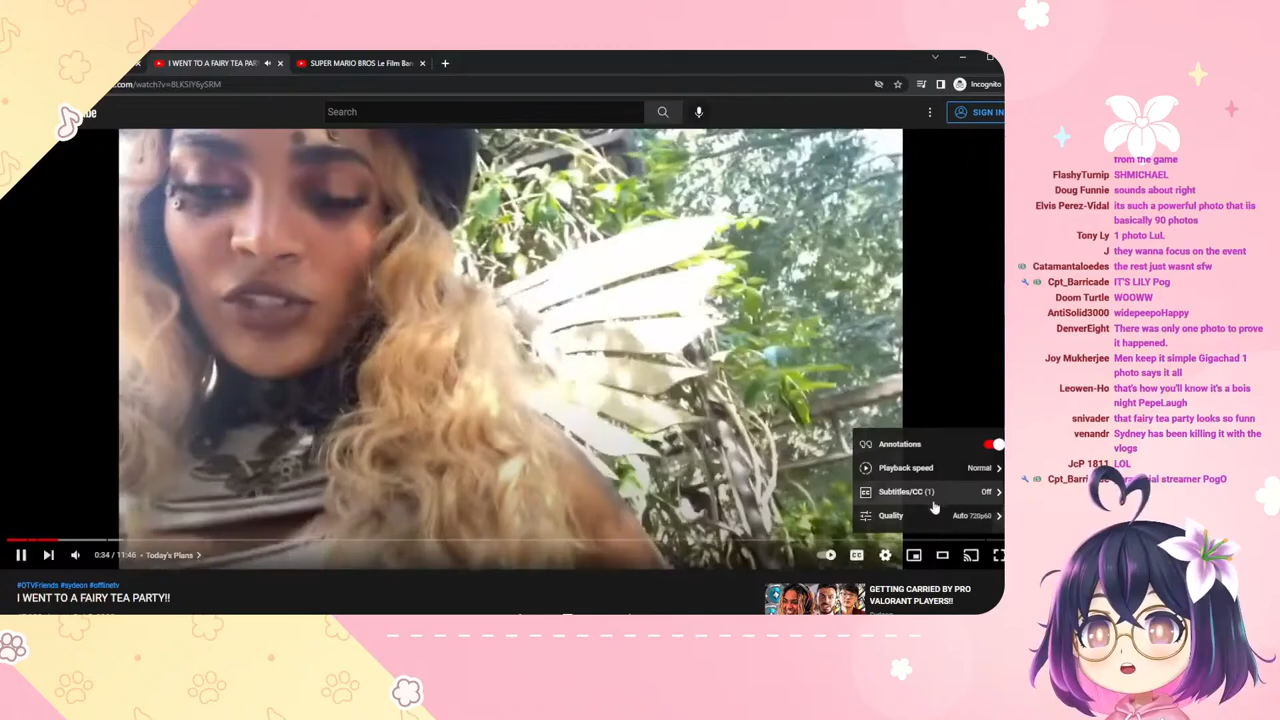 I WENT TO A FAIRY TEA PAR
SUPER MARIO BROS Le Film Ban
.com/watch?v=8LKSIY6ySRM
Incognito
be
Search
SIGN IN
Annotations
Playback speed Normal
Subtitles/CC (1) Off
Quality Auto 720p60
0:34 / 11:46 • Today's Plans
#OTVFriends #sydeon #offlinetv
I WENT TO A FAIRY TEA PARTY!!
GETTING CARRIED BY PRO
VALORANT PLAYERS!!
from the game
FlashyTurnip SHMICHAEL
Doug Funnie sounds about right
Elvis Perez-Vidal its such a powerful photo that iis
basically 90 photos
Tony Ly 1 photo LuL
J they wanna focus on the event
Catamantaloedes the rest just wasnt sfw
Cpt_Barricade IT'S LILY Pog
Doom Turtle WOOWW
AntiSolid3000 widepeepoHappy
DenverEight There was only one photo to prove
it happened.
Joy Mukherjee Men keep it simple Gigachad 1
photo says it all
Leowen-Ho that's how you'll know it's a bois
night PepeLaugh
snivader that fairy tea party looks so funn
venandr Sydney has been killing it with the
vlogs
JcP 1811 LOL
Cpt_Barri streamer PogO